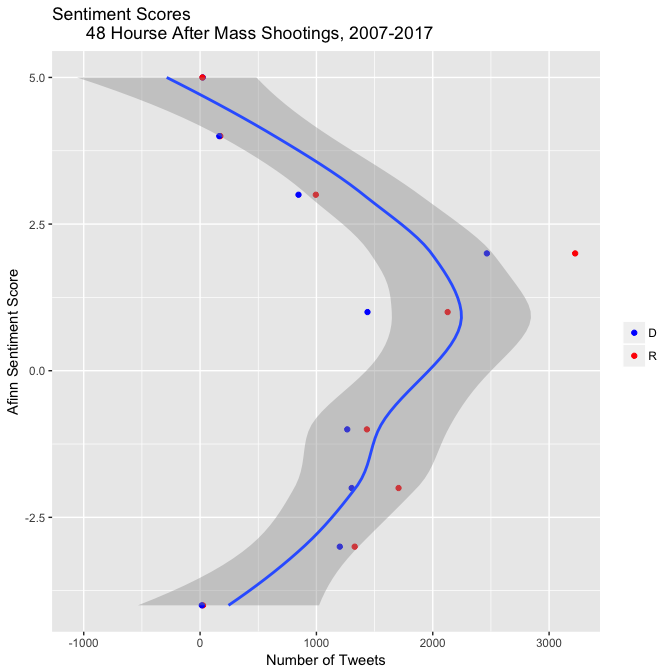 Sentiment Scores
48 Hourse After Mass Shootings, 2007-2017
5.0
2.5
0.0
-2.5
Afinn Sentiment Score
-1000
0
1000
2000
3000
Number of Tweets
D
R